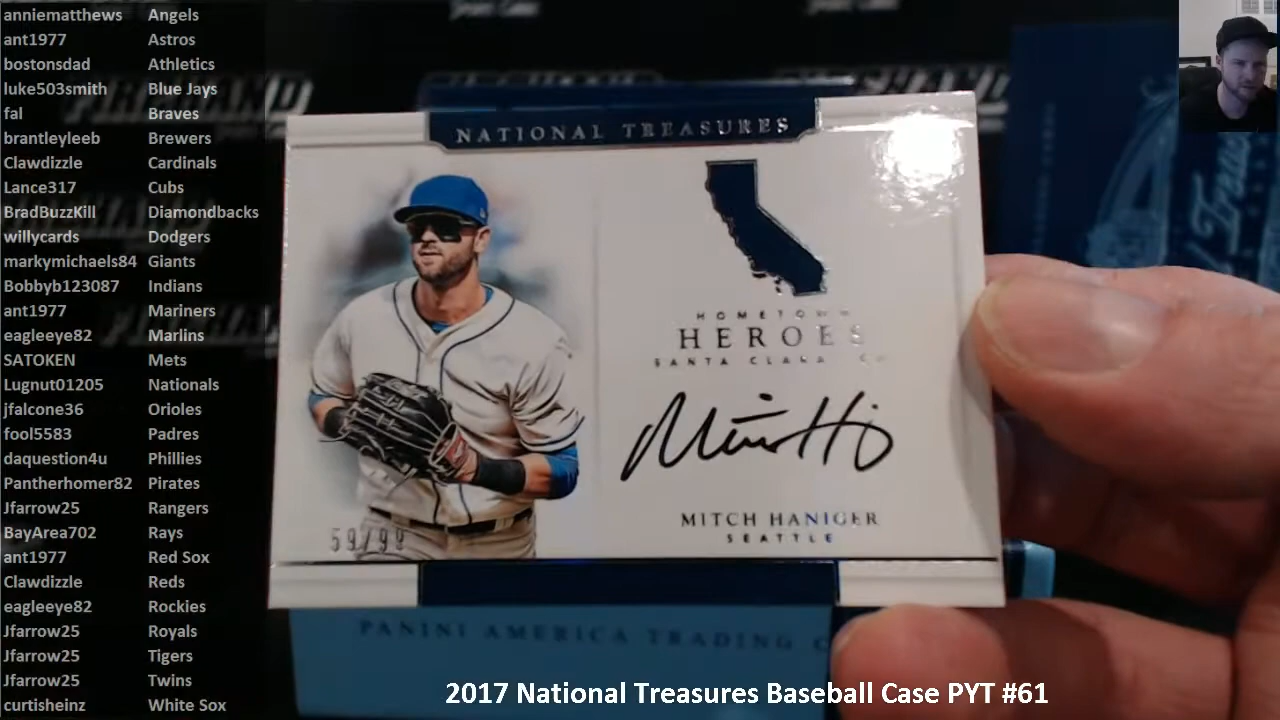 anniematthews Angels
ant1977 Astros
bostonsdad Athletics
luke503smith Blue Jays
fal Braves
brantleyleeb Brewers
Clawdizzle Cardinals
Lance317 Cubs
BradBuzzKill Diamondbacks
willycards Dodgers
markymichaels84 Giants
Bobbyb123087 Indians
ant1977 Mariners
eagleeye82 Marlins
SATOKEN Mets
Lugnut01205 Nationals
jfalcone36 Orioles
fool5583 Padres
daquestion4u Phillies
Pantherhomer82 Pirates
Jfarrow25 Rangers
BayArea702 Rays
ant1977 Red Sox
Clawdizzle Reds
eagleeye82 Rockies
Jfarrow25 Royals
Jfarrow25 Tigers
Jfarrow25 Twins
curtisheinz White Sox
NATIONAL TREASURES
HOMETOWN
HEROES
SANTA CLARA
MITCH HANIGER
SEATTLE
PANINI AMERICA TRADING
2017 National Treasures Baseball Case PYT #61